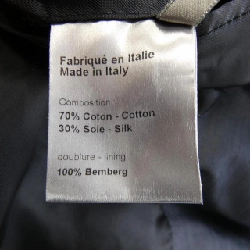 Fabriqué en Italie
Made in Italy
Composition
70% Coton - Cotton
30% Soie - Silk
doublure - lining
100% Bemberg